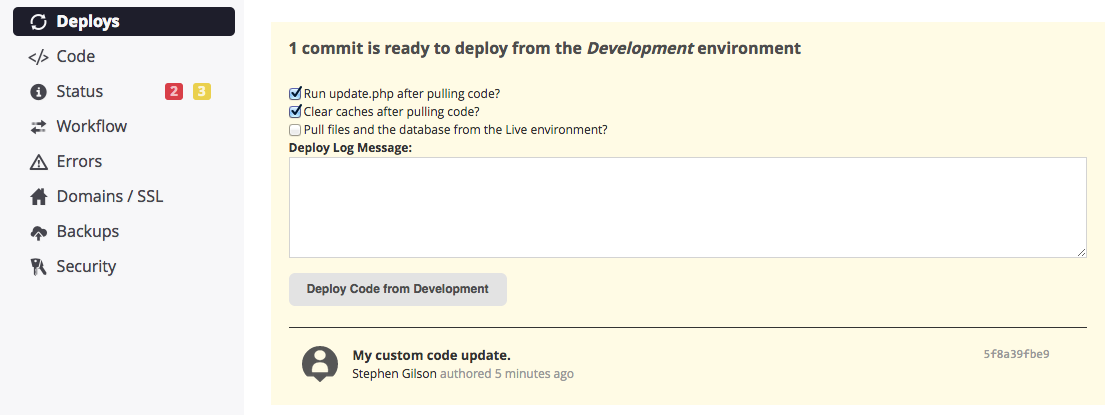 Deploys
</> Code
Status 2 3
Workflow
Errors
Domains / SSL
Backups
Security
1 commit is ready to deploy from the Development environment
Run update.php after pulling code?
Clear caches after pulling code?
Pull files and the database from the Live environment?
Deploy Log Message:
Deploy Code from Development
My custom code update. 5f8a39fbe9
Stephen Gilson authored 5 minutes ago